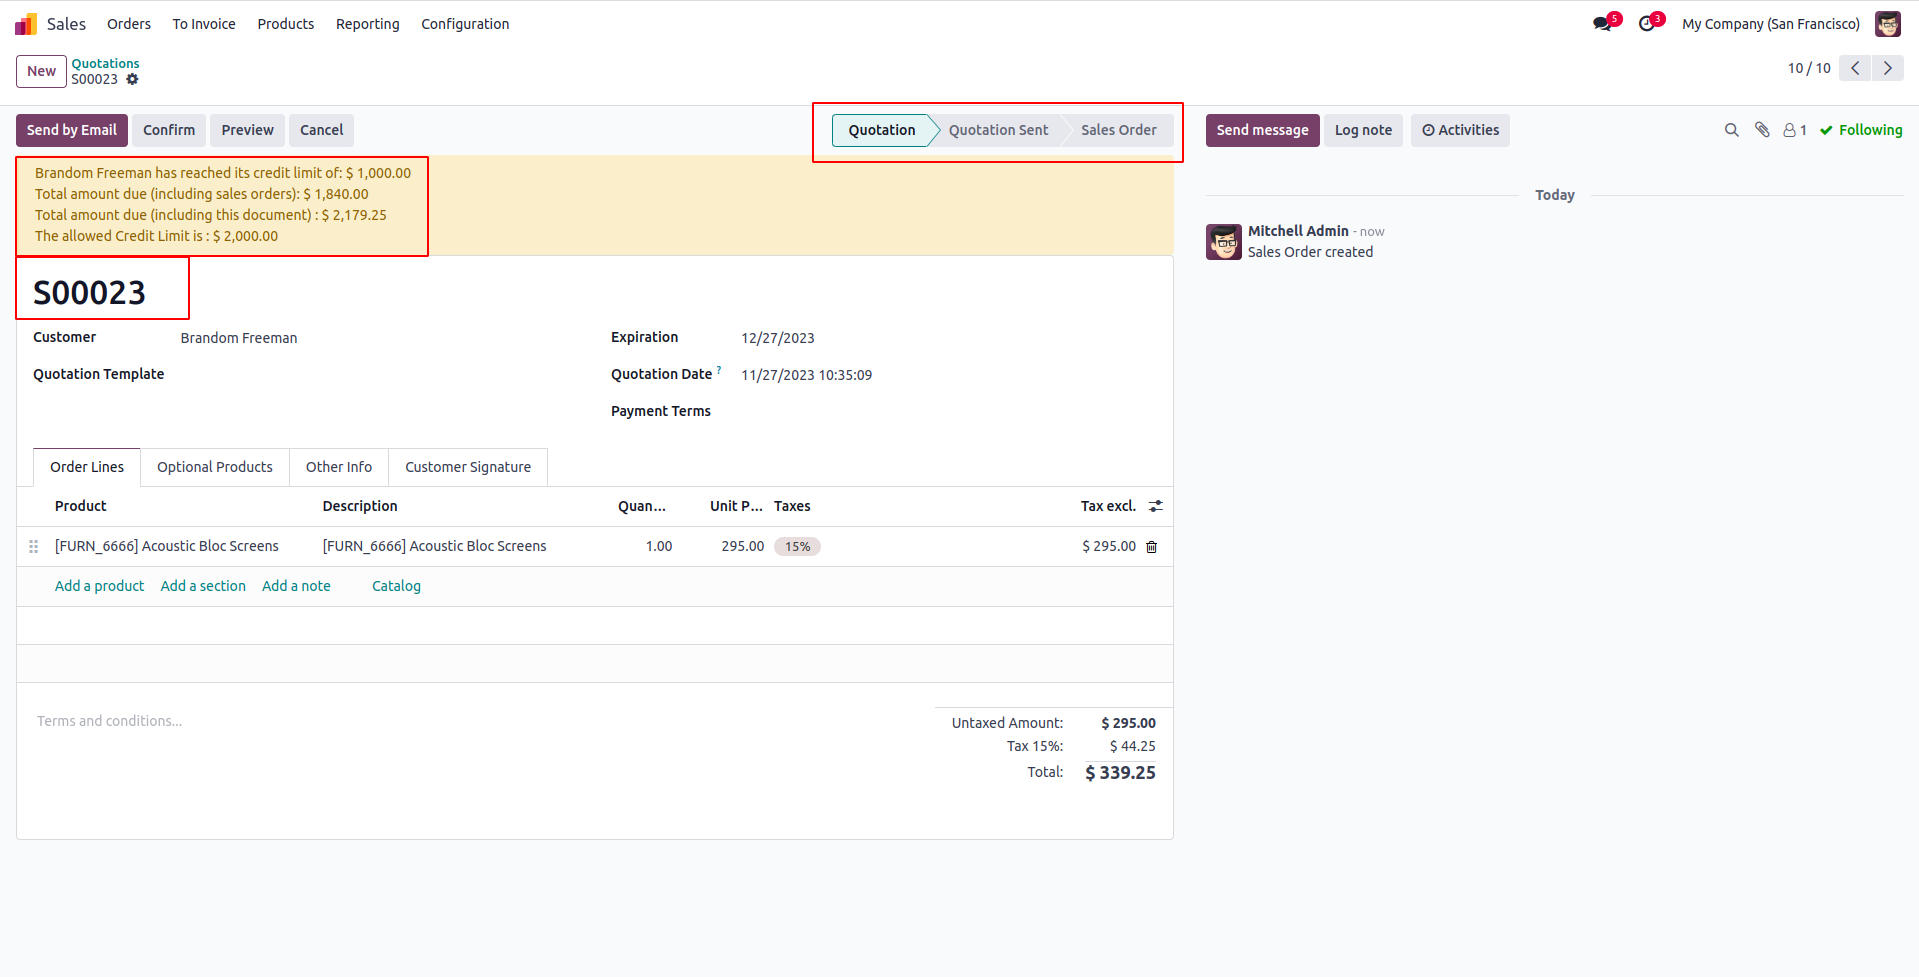 Sales Orders To Invoice Products Reporting Configuration 5 3 My Company (San Francisco)
New Quotations
S00023 10 / 10
Send by Email Confirm Preview Cancel Quotation Quotation Sent Sales Order Send message Log note Activities 1 Following
Brandom Freeman has reached its credit limit of: $ 1,000.00
Total amount due (including sales orders): $ 1,840.00
Total amount due (including this document) : $ 2,179.25
The allowed Credit Limit is : $ 2,000.00
Today
Mitchell Admin - now
Sales Order created
S00023
Customer Brandom Freeman Expiration 12/27/2023
Quotation Template Quotation Date ? 11/27/2023 10:35:09
Payment Terms
Order Lines Optional Products Other Info Customer Signature
Product Description Quan... Unit P... Taxes Tax excl.
[FURN_6666] Acoustic Bloc Screens [FURN_6666] Acoustic Bloc Screens 1.00 295.00 15% $ 295.00
Add a product Add a section Add a note Catalog
Terms and conditions...
Untaxed Amount: $ 295.00
Tax 15%: $ 44.25
Total: $ 339.25